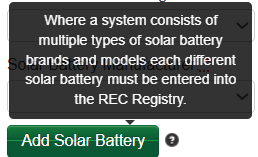 Where a system consists of
multiple types of solar battery
brands and models each different
solar battery must be entered into
the REC Registry.
Add Solar Battery
?